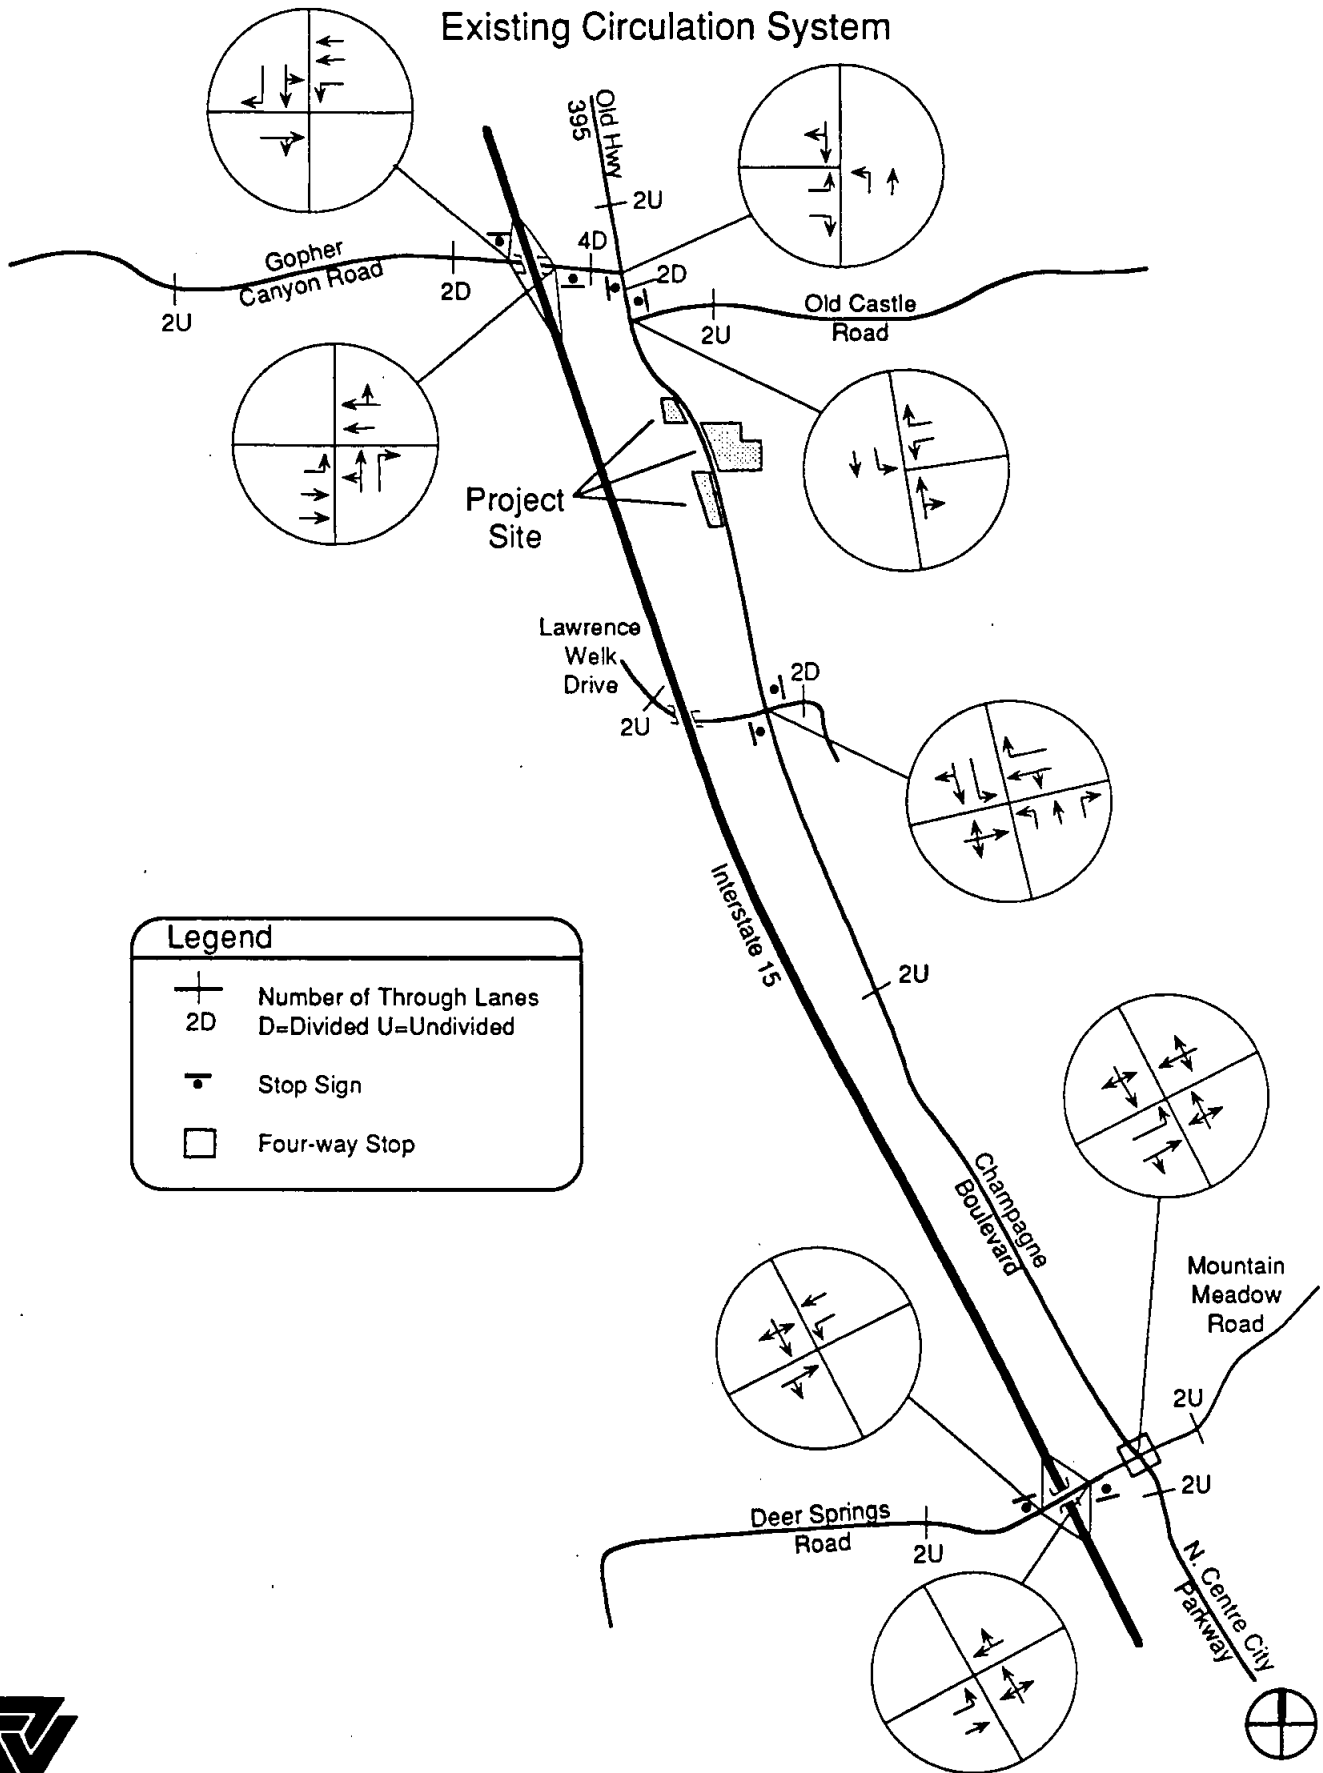 Existing Circulation System
Old Hwy
395
2U
4D
2D
Gopher
Canyon Road
2D
2U
Old Castle
Road
2U
Project
Site
Lawrence
Welk
Drive
2D
2U
Interstate 15
2U
Legend
Number of Through Lanes
2D
D=Divided U=Undivided
Stop Sign
Four-way Stop
Champagne
Boulevard
Mountain
Meadow
Road
2U
2U
Deer Springs
Road
2U
N. Centre City
Parkway